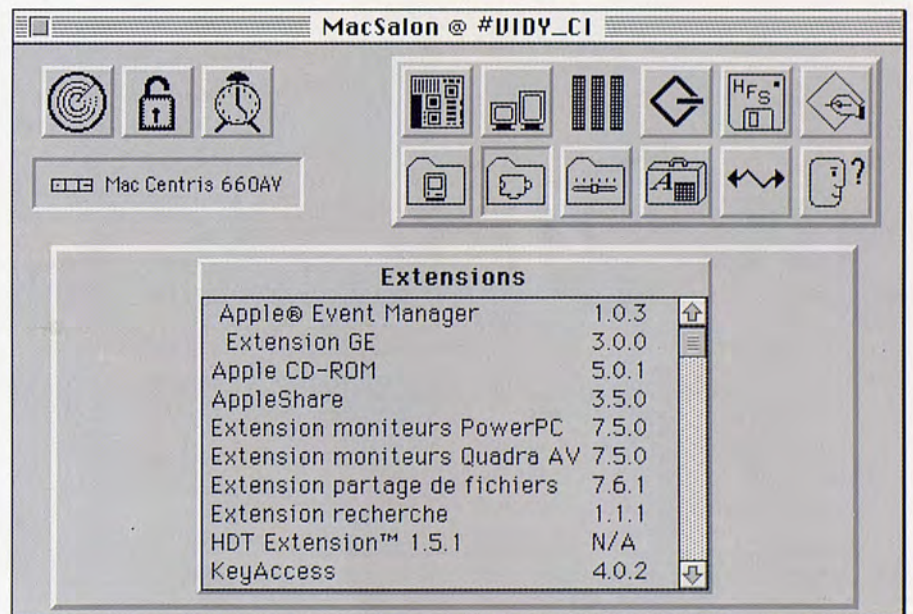 MacSalon @ #VIDY_CI
HFS
A
?
Mac Centris 660AV
Extensions
Apple® Event Manager 1.0.3
Extension GE 3.0.0
Apple CD-ROM 5.0.1
AppleShare 3.5.0
Extension moniteurs PowerPC 7.5.0
Extension moniteurs Quadra AV 7.5.0
Extension partage de fichiers 7.6.1
Extension recherche 1.1.1
HDT Extension™ 1.5.1 N/A
KeyAccess 4.0.2